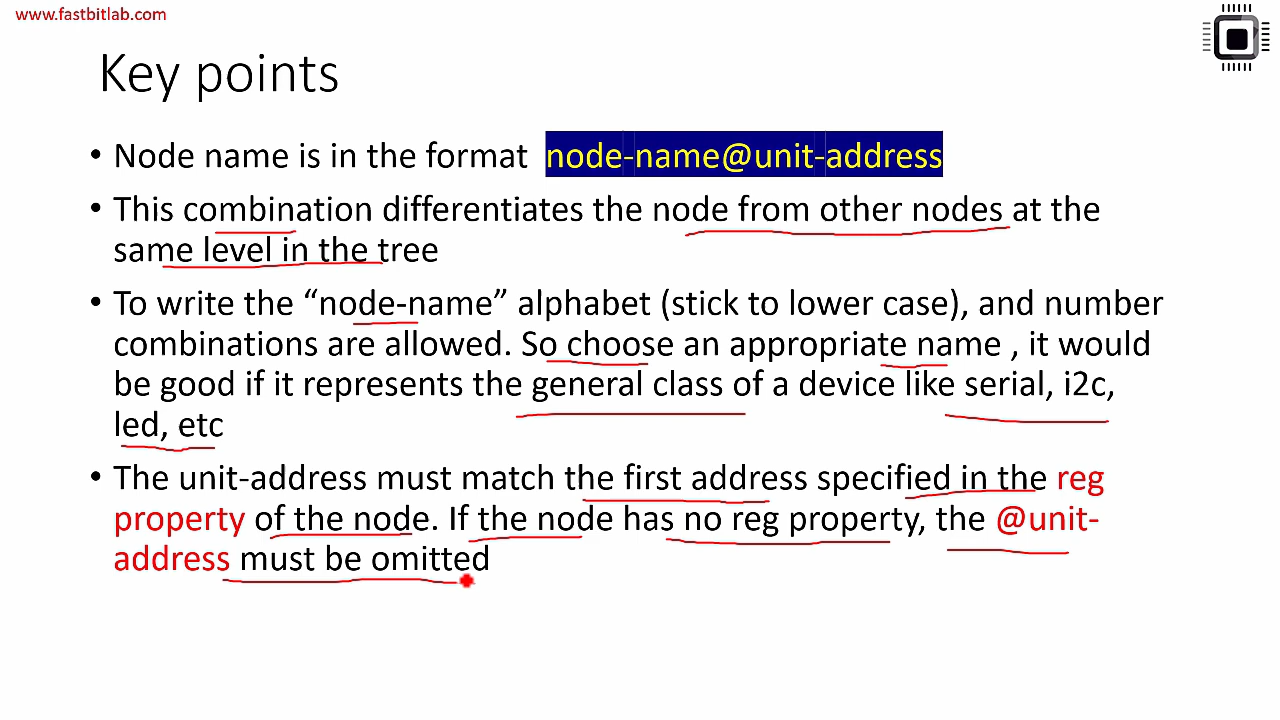 www.fastbitlab.com
Key points
• Node name is in the format node-name@unit-address
• This combination differentiates the node from other nodes at the
same level in the tree
• To write the “node-name” alphabet (stick to lower case), and number
combinations are allowed. So choose an appropriate name , it would
be good if it represents the general class of a device like serial, i2c,
led, etc
• The unit-address must match the first address specified in the reg
property of the node. If the node has no reg property, the @unit-
address must be omitted